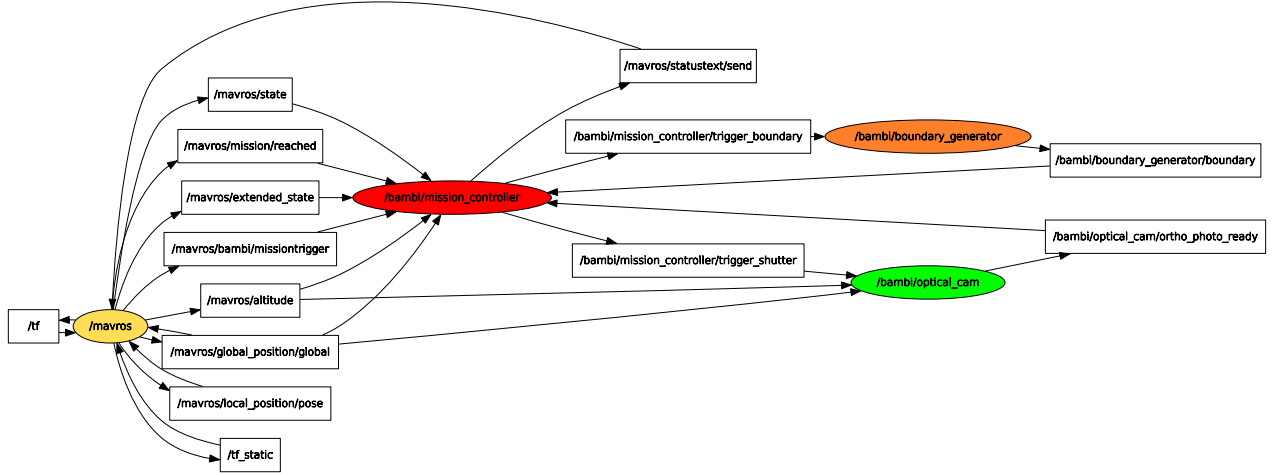 /mavros/statustext/send
/mavros/state
/bambi/mission_controller/trigger_boundary
/bambi/boundary_generator
/mavros/mission/reached
/bambi/boundary_generator/boundary
/mavros/extended_state
/bambi/mission_controller
/mavros/bambi/missiontrigger
/bambi/optical_cam/ortho_photo_ready
/bambi/mission_controller/trigger_shutter
/bambi/optical_cam
/mavros/altitude
/tf
/mavros
/mavros/global_position/global
/mavros/local_position/pose
/tf_static